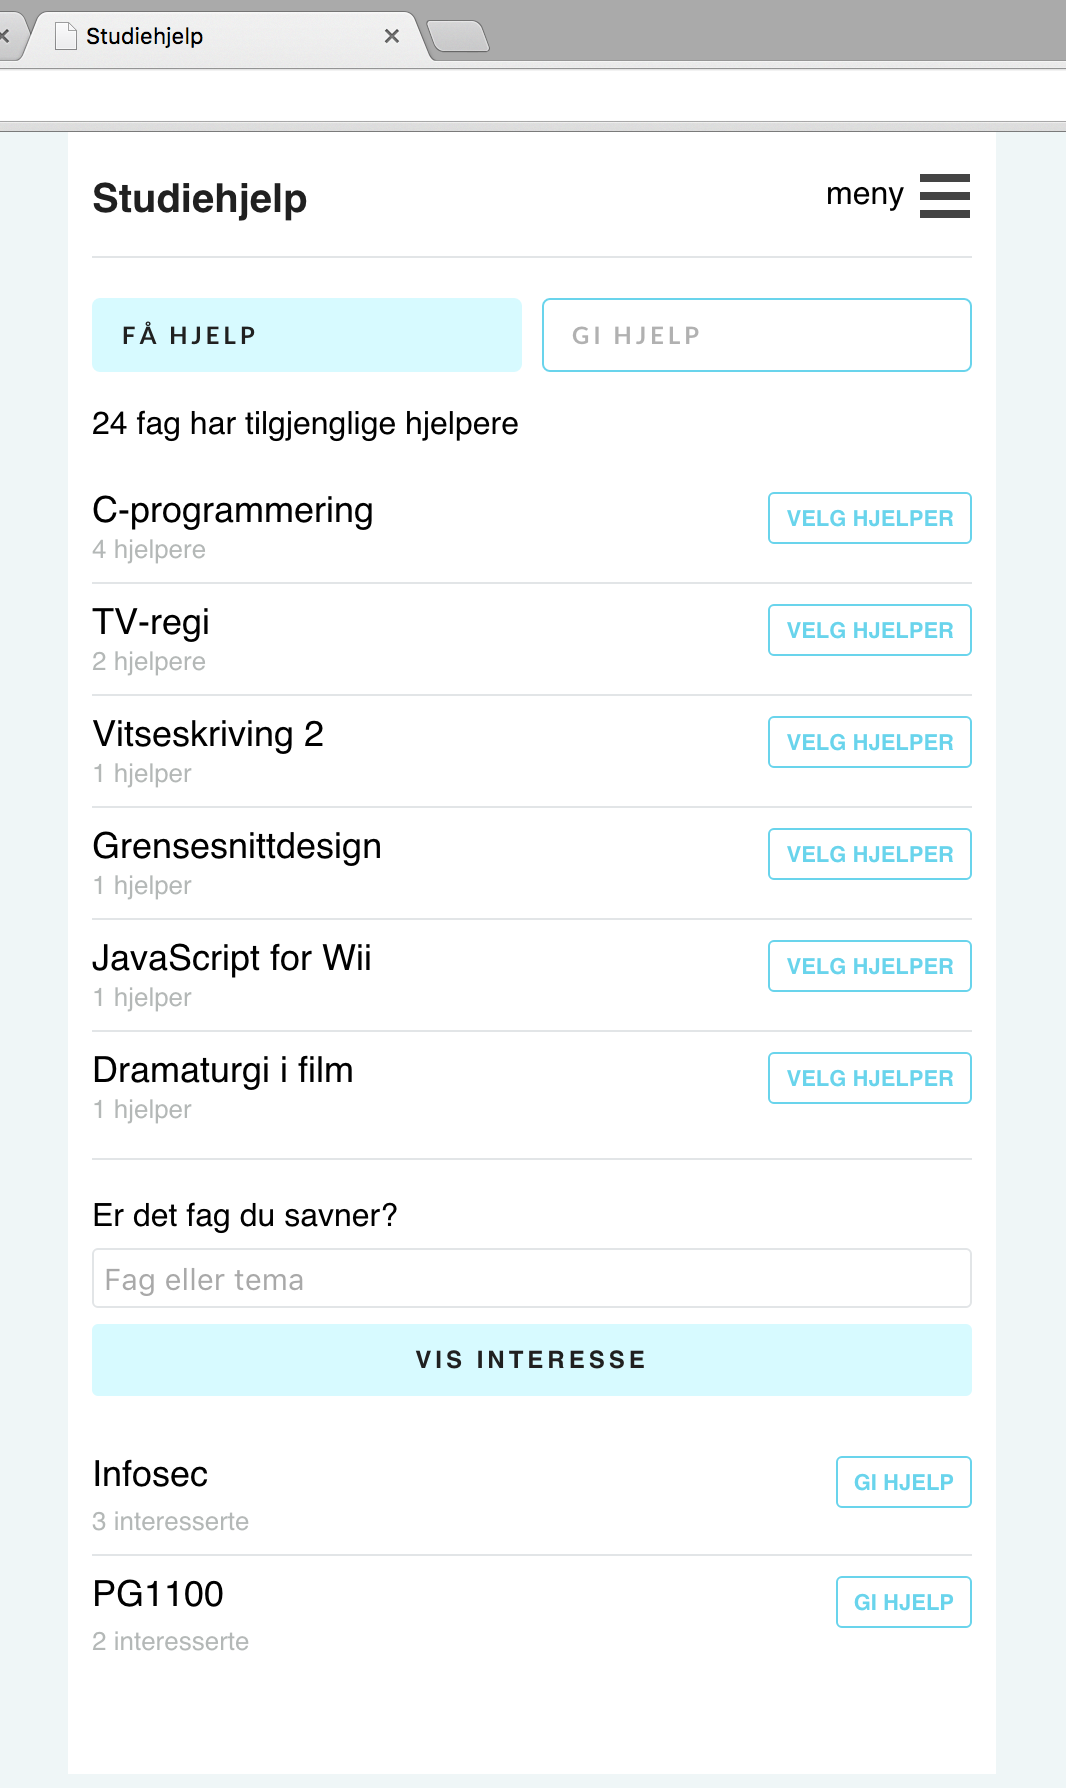 Studiehjelp
Studiehjelp
meny
FÅ HJELP
GI HJELP
24 fag har tilgjenglige hjelpere
C-programmering
VELG HJELPER
4 hjelpere
TV-regi
VELG HJELPER
2 hjelpere
Vitseskriving 2
VELG HJELPER
1 hjelper
Grensesnittdesign
VELG HJELPER
1 hjelper
JavaScript for Wii
VELG HJELPER
1 hjelper
Dramaturgi i film
VELG HJELPER
1 hjelper
Er det fag du savner?
Fag eller tema
VIS INTERESSE
Infosec
GI HJELP
3 interesserte
PG1100
GI HJELP
2 interesserte